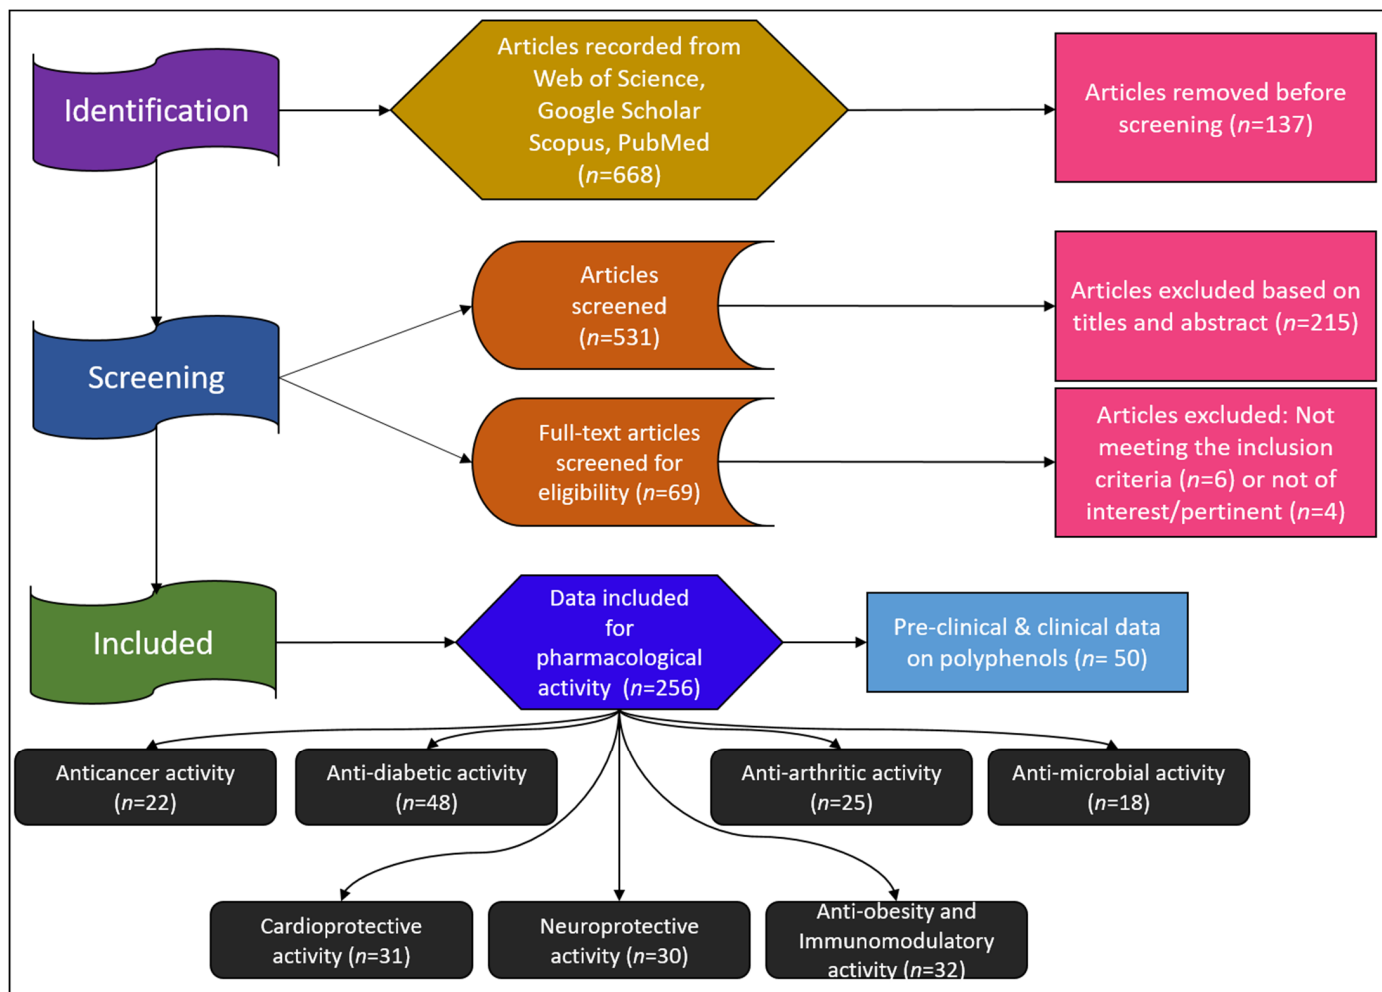 Identification
Articles recorded from
Web of Science,
Google Scholar
Scopus, PubMed
(n=668)
Articles removed before
screening (n=137)
Screening
Articles
screened
(n=531)
Articles excluded based on
titles and abstract (n=215)
Full-text articles
screened for
eligibility (n=69)
Articles excluded: Not
meeting the inclusion
criteria (n=6) or not of
interest/pertinent (n=4)
Included
Data included
for
pharmacological
activity (n=256)
Pre-clinical & clinical data
on polyphenols (n= 50)
Anticancer activity
(n=22)
Anti-diabetic activity
(n=48)
Anti-arthritic activity
(n=25)
Anti-microbial activity
(n=18)
Cardioprotective
activity (n=31)
Neuroprotective
activity (n=30)
Anti-obesity and
Immunomodulatory
activity (n=32)